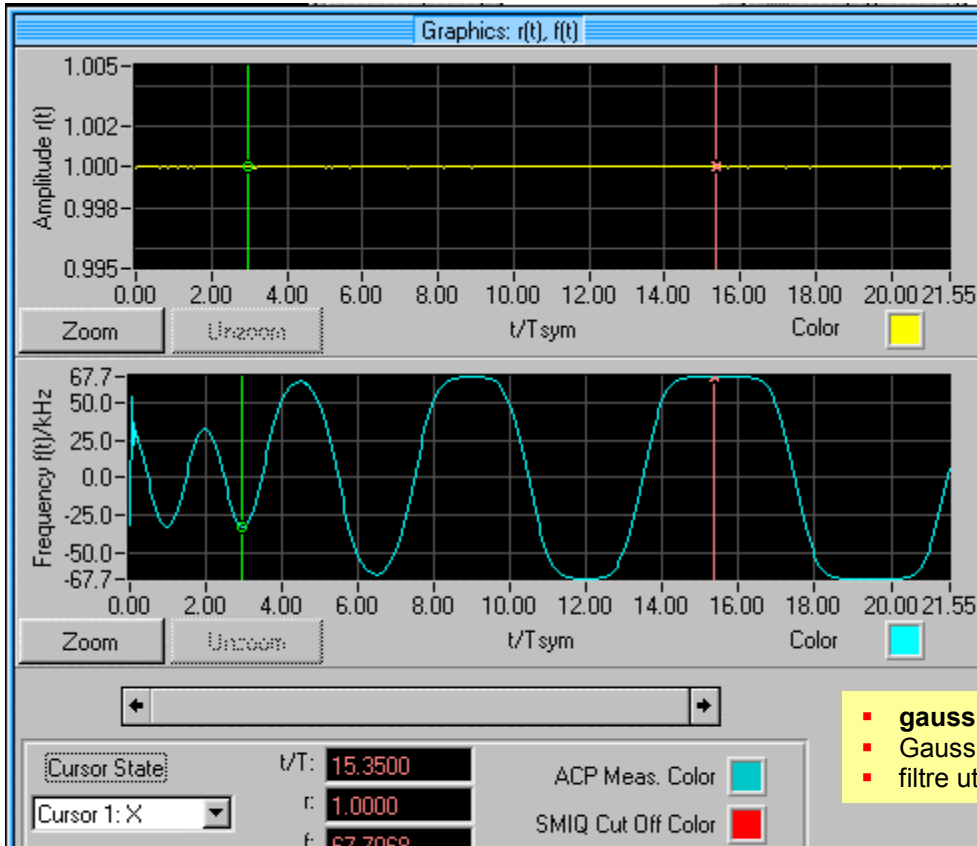 Graphics: r(t), f(t)
Amplitude r(t)
1.005
1.002
1.000
0.998
0.995
0.00 2.00 4.00 6.00 8.00 10.00 12.00 14.00 16.00 18.00 20.00 21.55
Zoom Unzoom t/Tsym Color
Frequency f(t)/kHz
67.7
50.0
25.0
0.0
-25.0
-50.0
-67.7
0.00 2.00 4.00 6.00 8.00 10.00 12.00 14.00 16.00 18.00 20.00 21.55
Zoom Unzoom t/Tsym Color
▪ gauss
▪ Gauss
▪ filtre ut
Cursor State
Cursor 1: X
t/T: 15.3500
r: 1.0000
f: 67.7068
ACP Meas. Color
SMIQ Cut Off Color